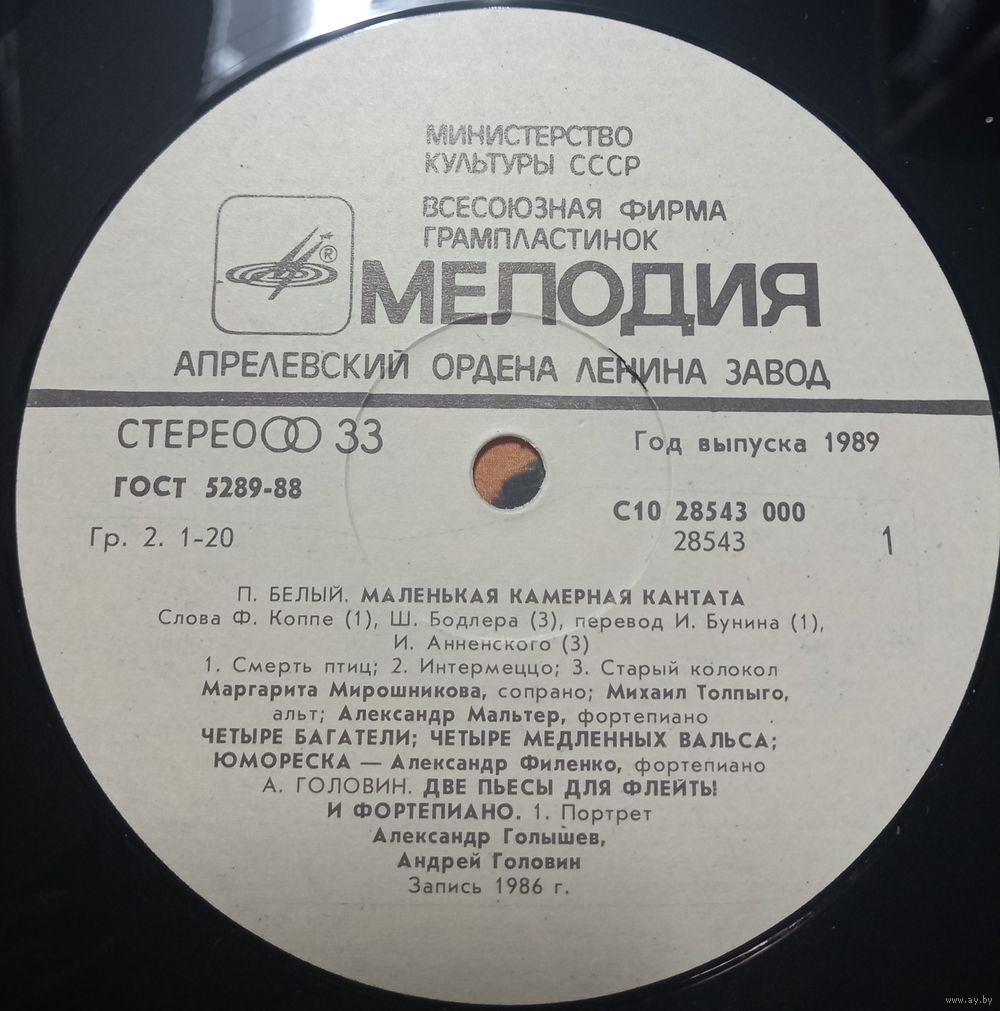 МИНИСТЕРСТВО
КУЛЬТУРЫ СССР
ВСЕСОЮЗНАЯ ФИРМА
ГРАМПЛАСТИНОК
®
МЕЛОДИЯ
АПРЕЛЕВСКИЙ ОРДЕНА ЛЕНИНА ЗАВОД
СТЕРЕО 33
Год выпуска 1989
ГОСТ 5289-88
С10 28543 000
Гр. 2. 1-20
28543
1
П. БЕЛЫЙ. МАЛЕНЬКАЯ КАМЕРНАЯ КАНТАТА
Слова Ф. Коппе (1), Ш. Бодлера (3), перевод И. Бунина (1),
И. Анненского (3)
1. Смерть птиц; 2. Интермеццо; 3. Старый колокол
Маргарита Мирошникова, сопрано; Михаил Толпыго,
альт; Александр Мальтер, фортепиано
ЧЕТЫРЕ БАГАТЕЛИ; ЧЕТЫРЕ МЕДЛЕННЫХ ВАЛЬСА;
ЮМОРЕСКА — Александр Филенко, фортепиано
А. ГОЛОВИН. ДВЕ ПЬЕСЫ ДЛЯ ФЛЕЙТЫ
И ФОРТЕПИАНО. 1. Портрет
Александр Голышев,
Андрей Головин
Запись 1986 г.
www.ay.by